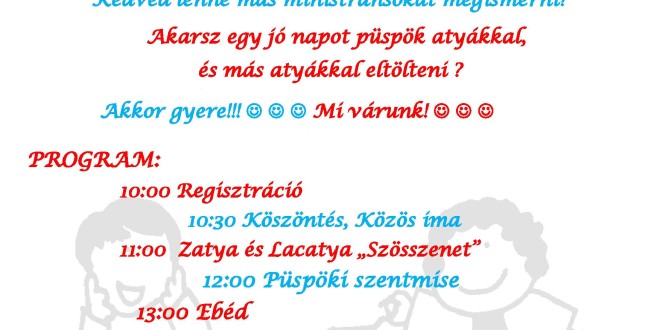 Kedved lenne más ministránsokat megismerni?
Akarsz egy jó napot püspök atyákkal,
és más atyákkal eltölteni ?
Akkor gyere!!! ☺ ☺ ☺ Mi várunk! ☺ ☺ ☺
PROGRAM:
10:00 Regisztráció
10:30 Köszöntés, Közös ima
11:00 Zatya és Lacatya „Szösszenet”
12:00 Püspöki szentmise
13:00 Ebéd